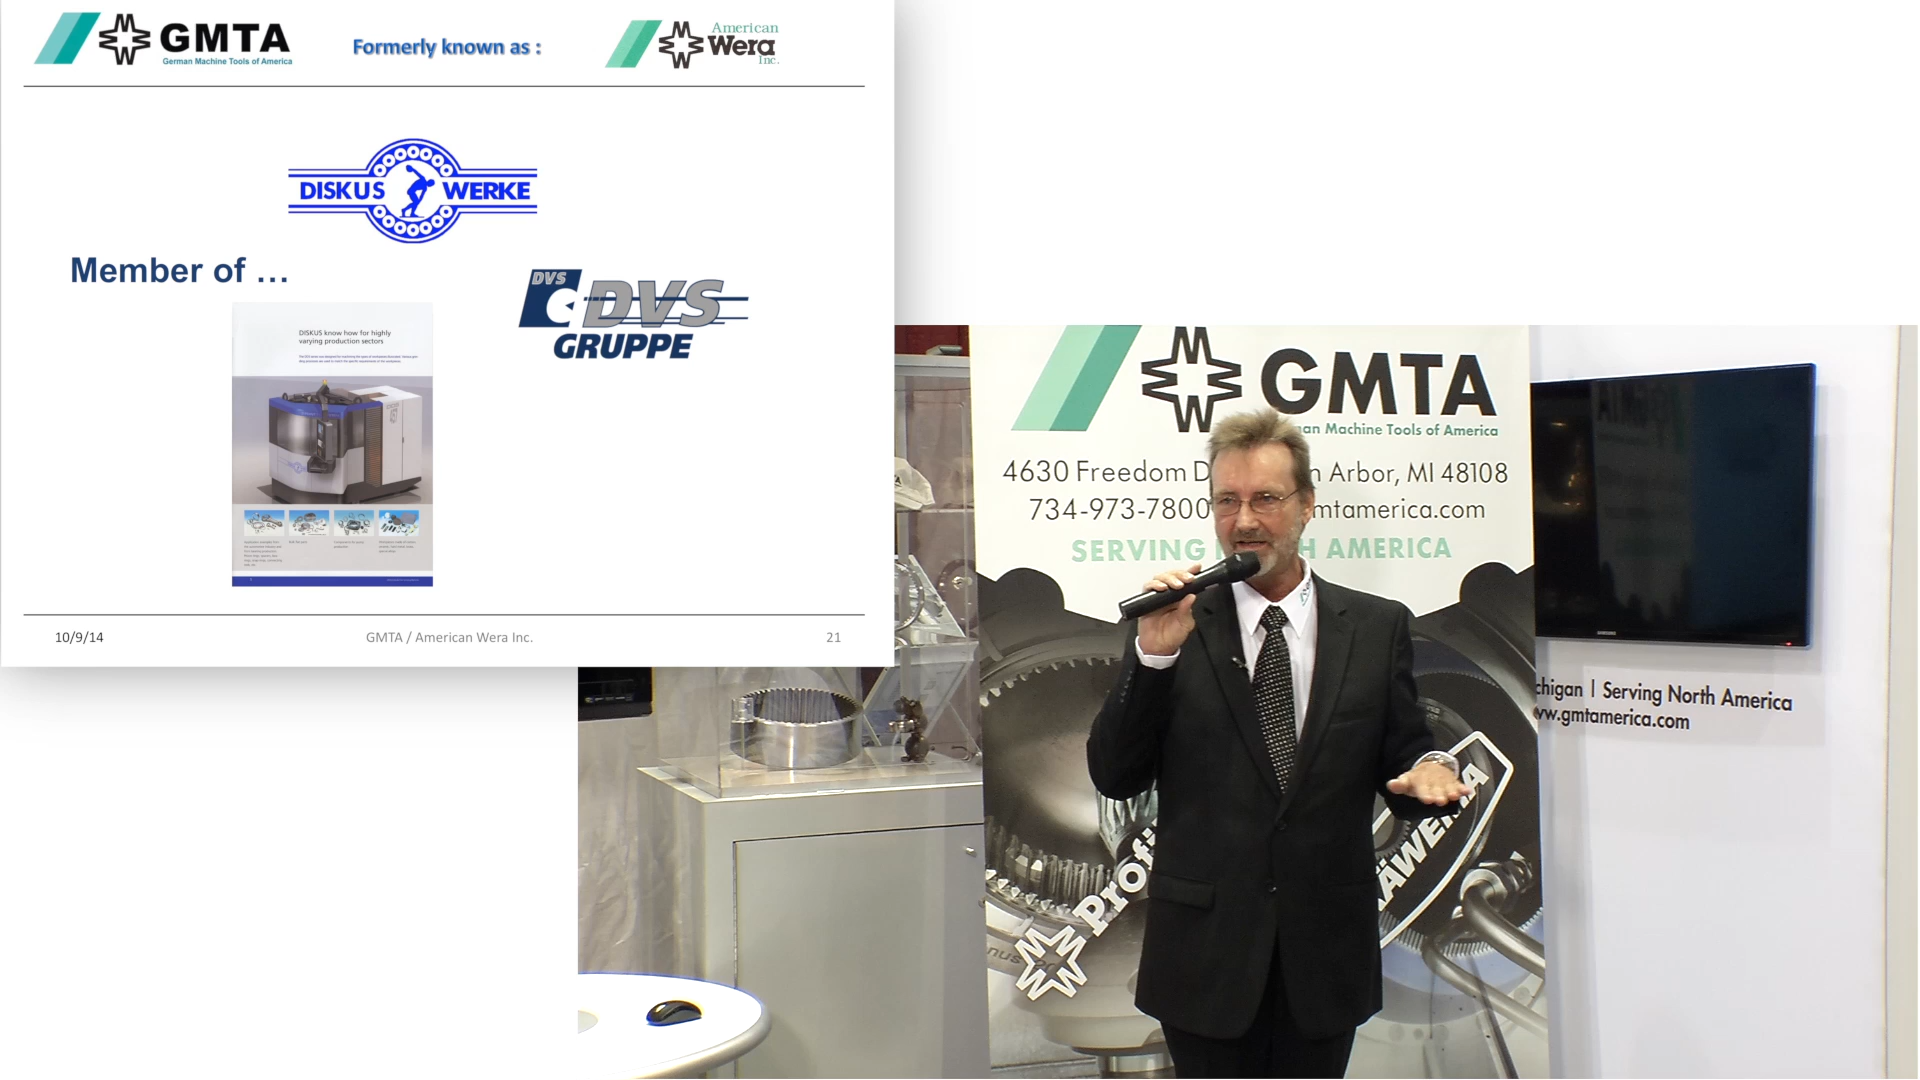 GMTA
German Machine Tools of America
Formerly known as :
American
Wera
Inc.
DISKUS WERKE
Member of ...
DVS
DVS
GRUPPE
DISKUS know how for highly
varying production sectors
10/9/14
GMTA / American Wera Inc.
21
GMTA
an Machine Tools of America
4630 Freedom D n Arbor, MI 48108
734-973-7800 mtamerica.com
SERVING H AMERICA
SAMSUNG
chigan | Serving North America
ww.gmtamerica.com
Profi
ÄWERA